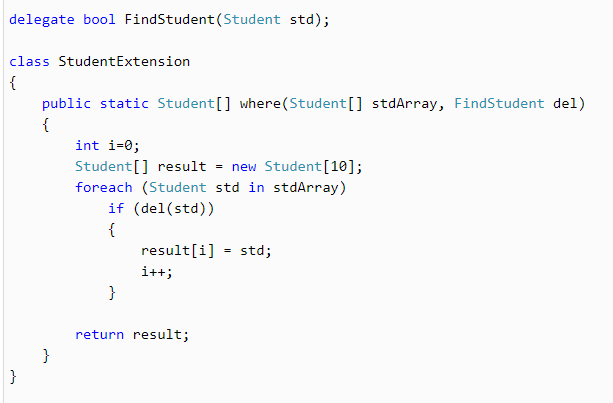 delegate bool FindStudent(Student std);
class StudentExtension
{
    public static Student[] where(Student[] stdArray, FindStudent del)
    {
        int i=0;
        Student[] result = new Student[10];
        foreach (Student std in stdArray)
            if (del(std))
            {
                result[i] = std;
                i++;
            }
        return result;
    }
}